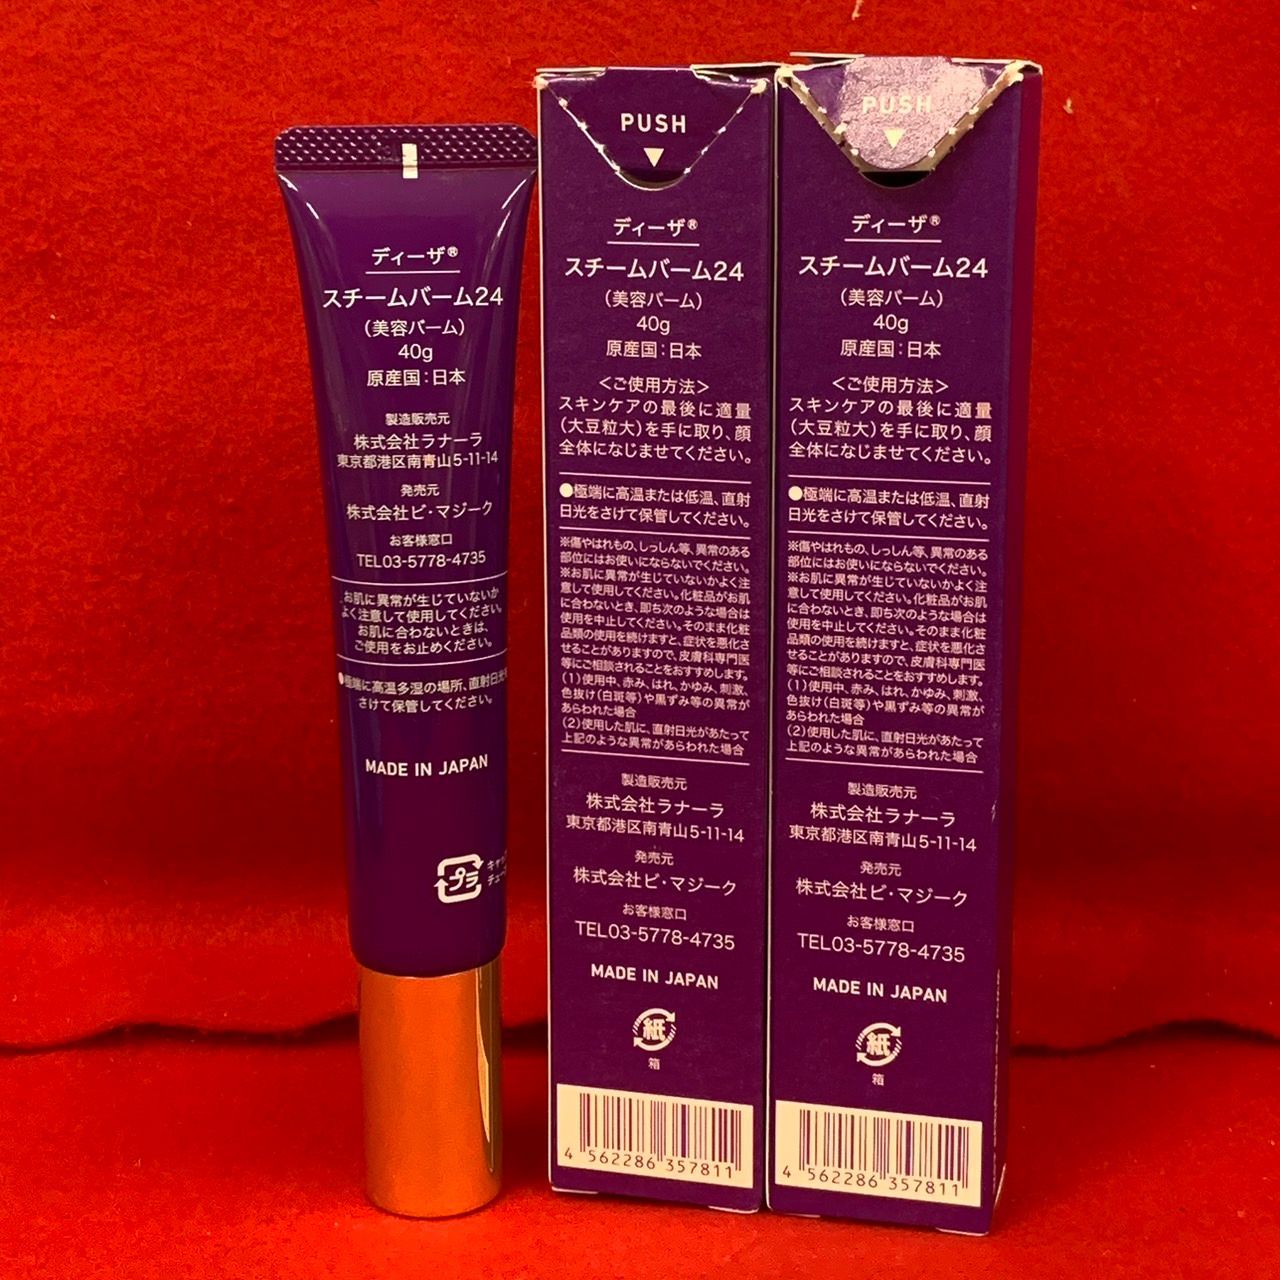 ディーザ®
スチームバーム24
(美容バーム)
40g
原産国:日本
製造販売元
株式会社ラナーラ
東京都港区南青山5-11-14
発売元
株式会社ビ・マジーク
お客様窓口
TEL03-5778-4735
お肌に異常が生じていないか
よく注意して使用してください。
お肌に合わないときは、
ご使用をお止めください。
●極端に高温多湿の場所、直射日光を
さけて保管してください。
MADE IN JAPAN
プラ
PUSH
ディーザ®
スチームバーム24
(美容バーム)
40g
原産国:日本
<ご使用方法>
スキンケアの最後に適量
(大豆粒大)を手に取り、顔
全体になじませてください。
●極端に高温または低温、直射
日光をさけて保管してください。
※傷やはれもの、しっしん等、異常のある
部位にはお使いにならないでください。
※お肌に異常が生じていないかよく注
意して使用してください。化粧品がお肌
に合わないとき、即ち次のような場合は
使用を中止してください。そのまま化粧
品類の使用を続けますと、症状を悪化さ
せることがありますので、皮膚科専門医
等にご相談されることをおすすめします。
(1)使用中、赤み、はれ、かゆみ、刺激、
色抜け(白斑等)や黒ずみ等の異常が
あらわれた場合
(2)使用した肌に、直射日光があたって
上記のような異常があらわれた場合
製造販売元
株式会社ラナーラ
東京都港区南青山5-11-14
発売元
株式会社ビ・マジーク
お客様窓口
TEL03-5778-4735
MADE IN JAPAN
紙
箱
4 562286 357811
PUSH
ディーザ®
スチームバーム24
(美容バーム)
40g
原産国:日本
<ご使用方法>
スキンケアの最後に適量
(大豆粒大)を手に取り、顔
全体になじませてください。
●極端に高温または低温、直射
日光をさけて保管してください。
※傷やはれもの、しっしん等、異常のある
部位にはお使いにならないでください。
※お肌に異常が生じていないかよく注
意して使用してください。化粧品がお肌
に合わないとき、即ち次のような場合は
使用を中止してください。そのまま化粧
品類の使用を続けますと、症状を悪化さ
せることがありますので、皮膚科専門医
等にご相談されることをおすすめします。
(1)使用中、赤み、はれ、かゆみ、刺激、
色抜け(白斑等)や黒ずみ等の異常が
あらわれた場合
(2)使用した肌に、直射日光があたって
上記のような異常があらわれた場合
製造販売元
株式会社ラナーラ
東京都港区南青山5-11-14
発売元
株式会社ビ・マジーク
お客様窓口
TEL03-5778-4735
MADE IN JAPAN
紙
箱
4 562286 357811